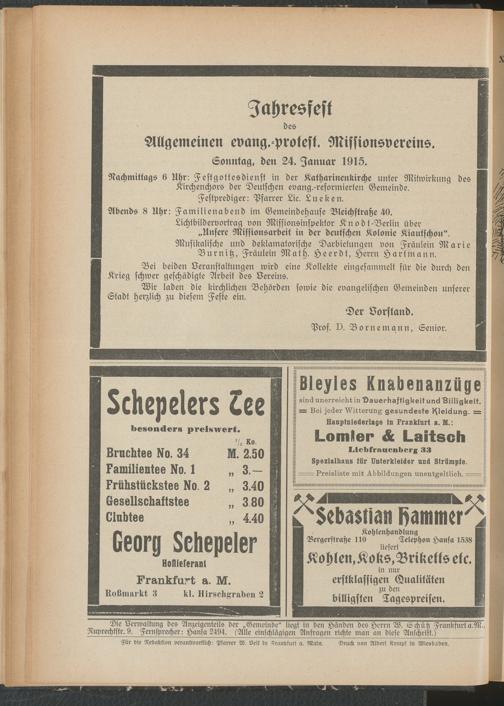 Jahresfest
des
Allgemeinen evang.-protest. Missionsvereins.
Sonntag, den 24. Januar 1915.
Nachmittags 6 Uhr: Festgottesdienst in der Katharinenkirche unter Mitwirkung des
Kirchenchors der Deutschen evang.-reformierten Gemeinde.
Festprediger: Pfarrer Lic. Lueken.
Abends 8 Uhr: Familienabend im Gemeindehause Bleichstraße 40.
Lichtbildervortrag von Missionsinspektor Knodt-Berlin über
„Unsere Missionsarbeit in der deutschen Kolonie Kiautschou“.
Musikalische und deklamatorische Darbietungen von Fräulein Marie
Burnitz, Fräulein Math. Heerdt, Herrn Hartmann.
Bei beiden Veranstaltungen wird eine Kollekte eingesammelt für die durch den
Krieg schwer geschädigte Arbeit des Vereins.
Wir laden die kirchlichen Behörden sowie die evangelischen Gemeinden unserer
Stadt herzlich zu diesem Feste ein.
Der Vorstand.
Prof. D. Bornemann, Senior.
Schepelers Tee
besonders preiswert.
1/2 Ko.
Bruchtee No. 34 M. 2.50
Familientee No. 1 „ 3.—
Frühstückstee No. 2 „ 3.40
Gesellschaftstee „ 3 80
Clubtee „ 4.40
Georg Schepeler
Hoflieferant
Frankfurt a. M.
Roßmarkt 3 kl. Hirschgraben 2
Bleyles Knabenanzüge
sind unerreicht in Dauerhaftigkeit und Billigkeit.
Bei jeder Witterung gesundeste Kleidung.
Hauptniederlage in Frankfurt a. M.:
Lomler & Laitsch
Liebfrauenberg 33
Spezialhaus für Unterkleider und Strümpfe.
Preisliste mit Abbildungen unentgeltlich.
Sebastian Hammer
Kohlenhandlung
Bergerstraße 110 Telephon Hansa 1538
liefert
Kohlen, Koks, Briketts etc.
in nur
erstklassigen Qualitäten
zu den
billigsten Tagespreisen.
Die Verwaltung des Anzeigenteils der „Gemeinde“ liegt in den Händen des Herrn W. Schütz Frankfurt a. M.,
Rupprechtstr. 9. Fernsprecher: Hansa 2494. (Alle einschlägigen Anfragen richte man an diese Anschrift.)
Für die Redaktion verantwortlich: Pfarrer W. Veit in Frankfurt a. Main. Druck von Albert Kempf in Wiesbaden.